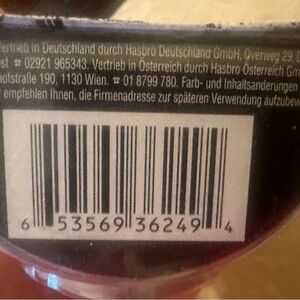 Vertrieb in Deutschland durch Hasbro Deutschland GmbH, Overweg 29,
est ☎ 02921 965343. Vertrieb in Österreich durch Hasbro Österreich Gm
hofstraße 190, 1130 Wien. ☎ 01 8799 780. Farb- und Inhaltsänderungen
empfehlen Ihnen, die Firmenadresse zur späteren Verwendung aufzubew
6 53569 36249 4